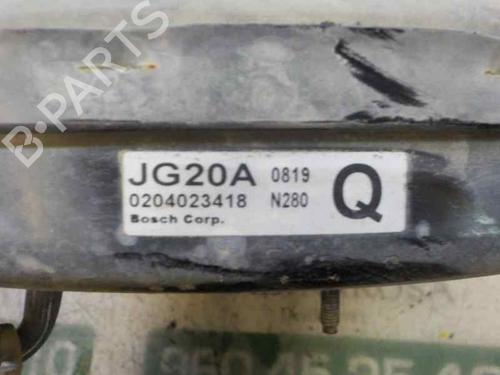 B-PARTS
JG20A 0819 Q
0204023418 N280
Bosch Corp.